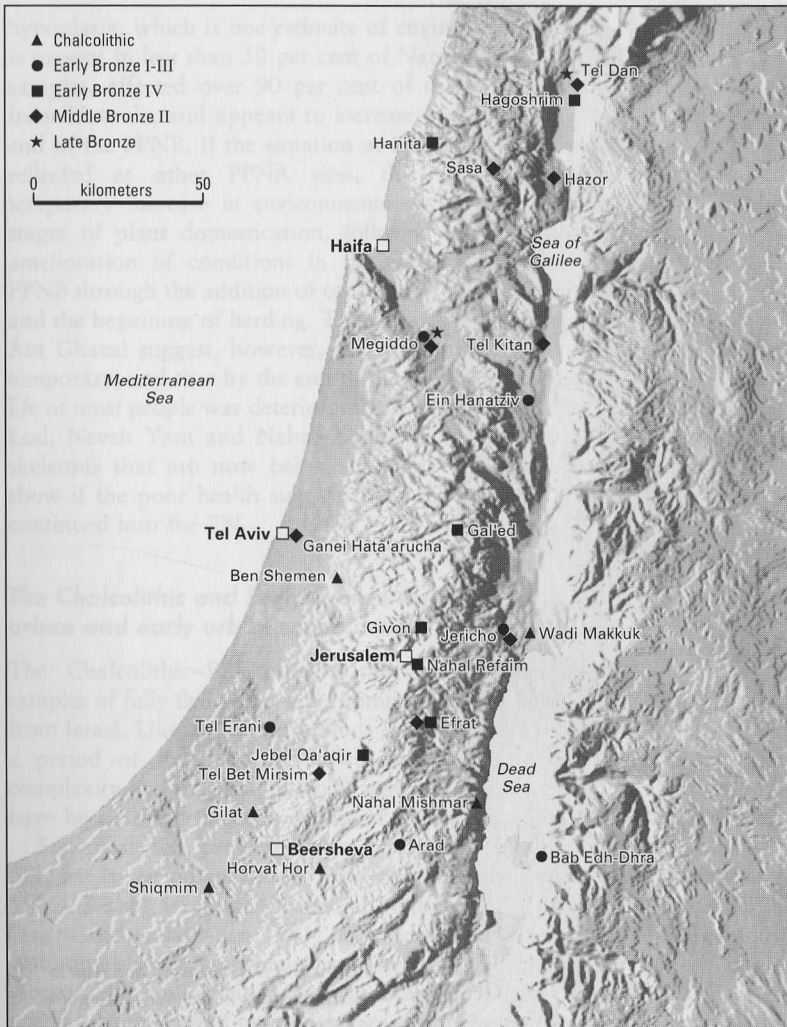 Chalcolithic
Early Bronze I-III
Early Bronze IV
Middle Bronze II
Late Bronze
0 50
kilometers
Tel Dan
Hagoshrim
Hanita
Sasa
Hazor
Haifa
Sea of
Galilee
Megiddo
Tel Kitan
Mediterranean
Sea
Ein Hanatziv
Tel Aviv
Ganei Hata'arucha
Gal'ed
Ben Shemen
Givon
Jericho
Wadi Makkuk
Jerusalem
Nahal Refaim
Tel Erani
Efrat
Jebel Qa'aqir
Tel Bet Mirsim
Dead
Sea
Nahal Mishmar
Gilat
Beersheva
Arad
Bab Edh-Dhra
Horvat Hor
Shiqmim